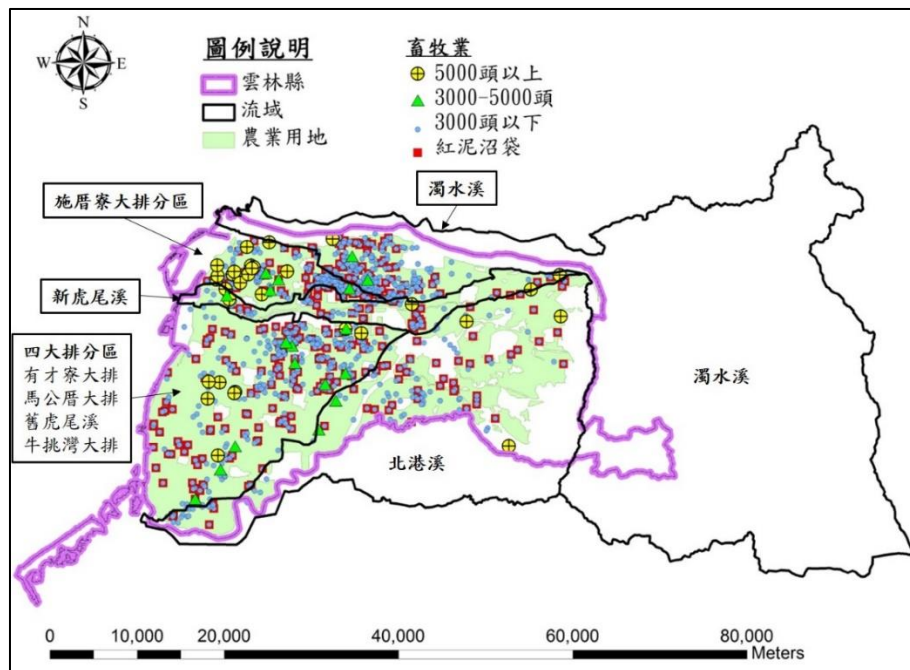 N
W E
S
圖例說明
雲林縣
流域
農業用地
畜牧業
5000頭以上
3000-5000頭
3000頭以下
紅泥沼袋
濁水溪
施厝寮大排分區
新虎尾溪
四大排分區
有才寮大排
馬公厝大排
舊虎尾溪
牛挑灣大排
濁水溪
北港溪
0 10,000 20,000 40,000 60,000 80,000
Meters